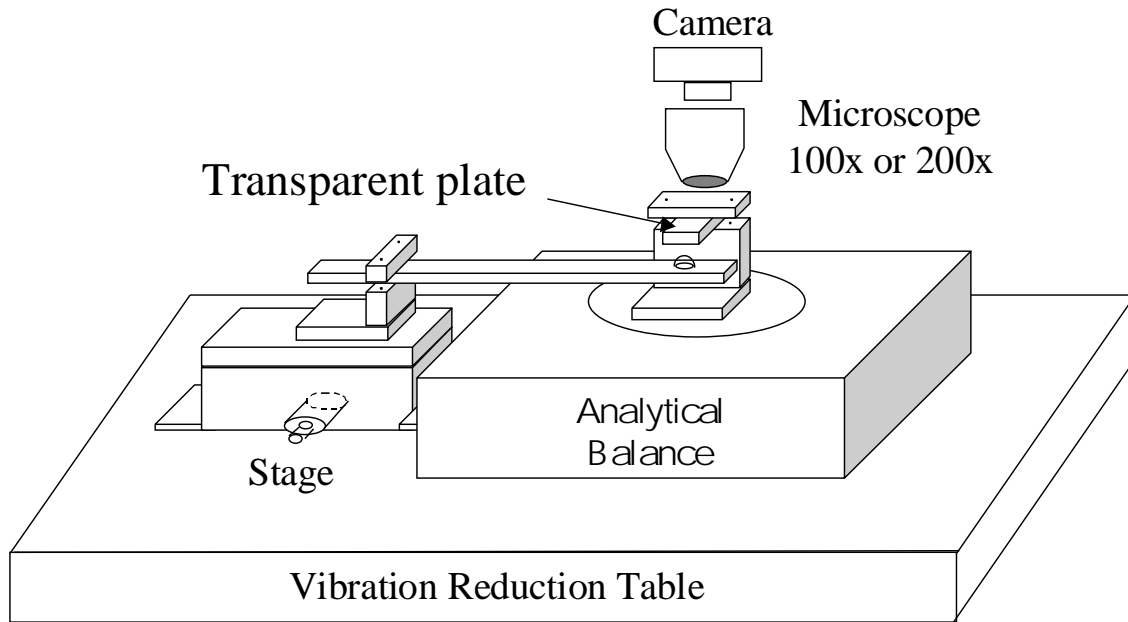 Camera
Microscope
100x or 200x
Transparent plate
Analytical
Balance
Stage
Vibration Reduction Table